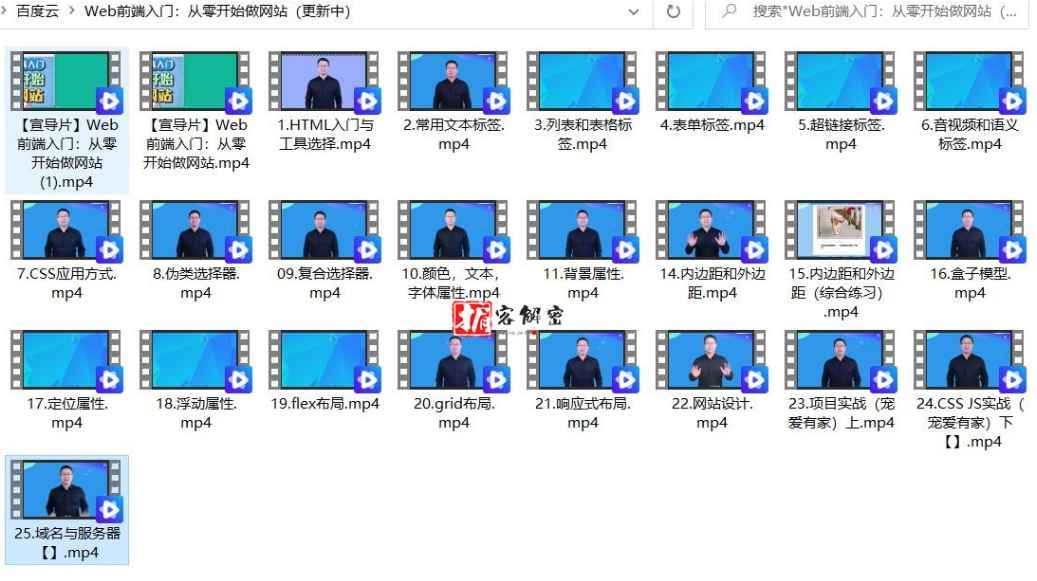 百度云 > Web前端入门：从零开始做网站（更新中）
搜索"Web前端入门：从零开始做网站（...
【宣导片】Web
前端入门：从零
开始做网站
(1).mp4
【宣导片】Web
前端入门：从零
开始做网站.mp4
1.HTML入门与
工具选择.mp4
2.常用文本标签.
mp4
3.列表和表格标
签.mp4
4.表单标签.mp4
5.超链接标签.
mp4
6.音视频和语义
标签.mp4
7.CSS应用方式.
mp4
8.伪类选择器.
mp4
09.复合选择器.
mp4
10.颜色，文本，
字体属性.mp4
11.背景属性.
mp4
14.内边距和外边
距.mp4
15.内边距和外边
距（综合练习）
.mp4
16.盒子模型.
mp4
客解密
17.定位属性.
mp4
18.浮动属性.
mp4
19.flex布局.mp4
20.grid布局.
mp4
21.响应式布局.
mp4
22.网站设计.
mp4
23.项目实战（宠
爱有家）上.mp4
24.CSS JS实战（
宠爱有家）下
【】.mp4
25.域名与服务器
【】.mp4